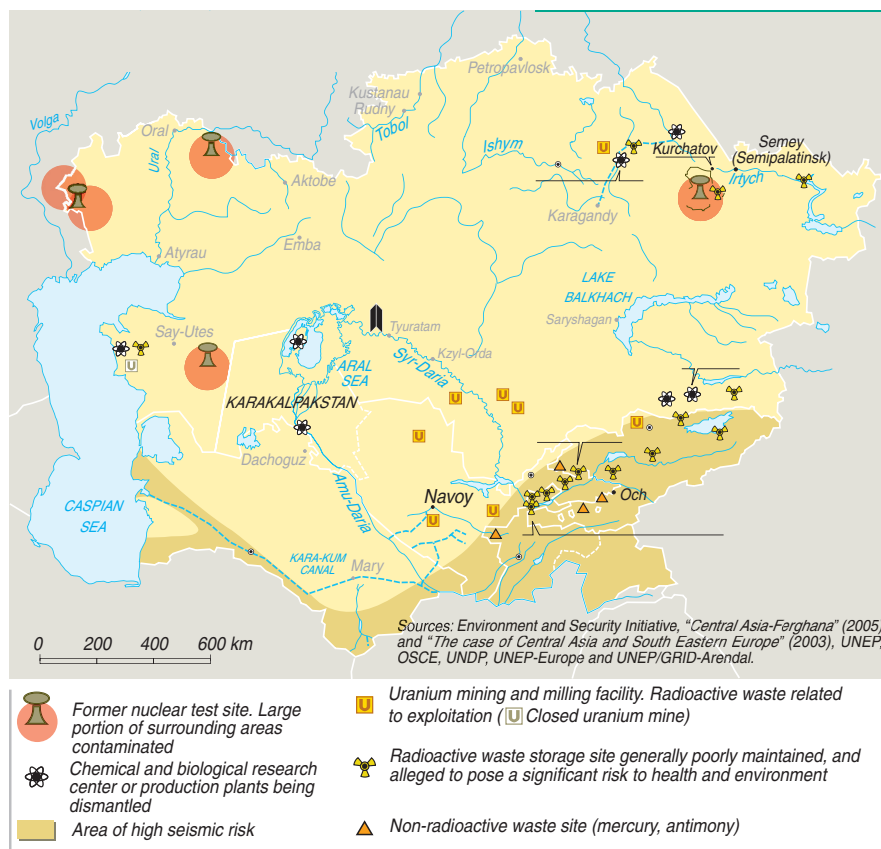 Petropavlosk
Kustanau
Rudny
Tobol
Volga
Oral
Ural
Ishym
Kurchatov
Semey
(Semipalatinsk)
Irtych
Aktobe
Karagandy
Emba
Atyrau
LAKE
BALKHACH
Saryshagan
Say-Utes
Tyuratam
ARAL
SEA
Syr-Daria
Kzyl-Orda
KARAKALPAKSTAN
Dachoguz
Amu-Daria
Navoy
Och
CASPIAN
SEA
KARA-KUM
CANAL
Mary
0 200 400 600 km
Sources: Environment and Security Initiative, “Central Asia-Ferghana” (2005)
and “The case of Central Asia and South Eastern Europe” (2003), UNEP,
OSCE, UNDP, UNEP-Europe and UNEP/GRID-Arendal.
Former nuclear test site. Large
portion of surrounding areas
contaminated
Chemical and biological research
center or production plants being
dismantled
Area of high seismic risk
U Uranium mining and milling facility. Radioactive waste related
to exploitation ( U Closed uranium mine)
Radioactive waste storage site generally poorly maintained, and
alleged to pose a significant risk to health and environment
Non-radioactive waste site (mercury, antimony)